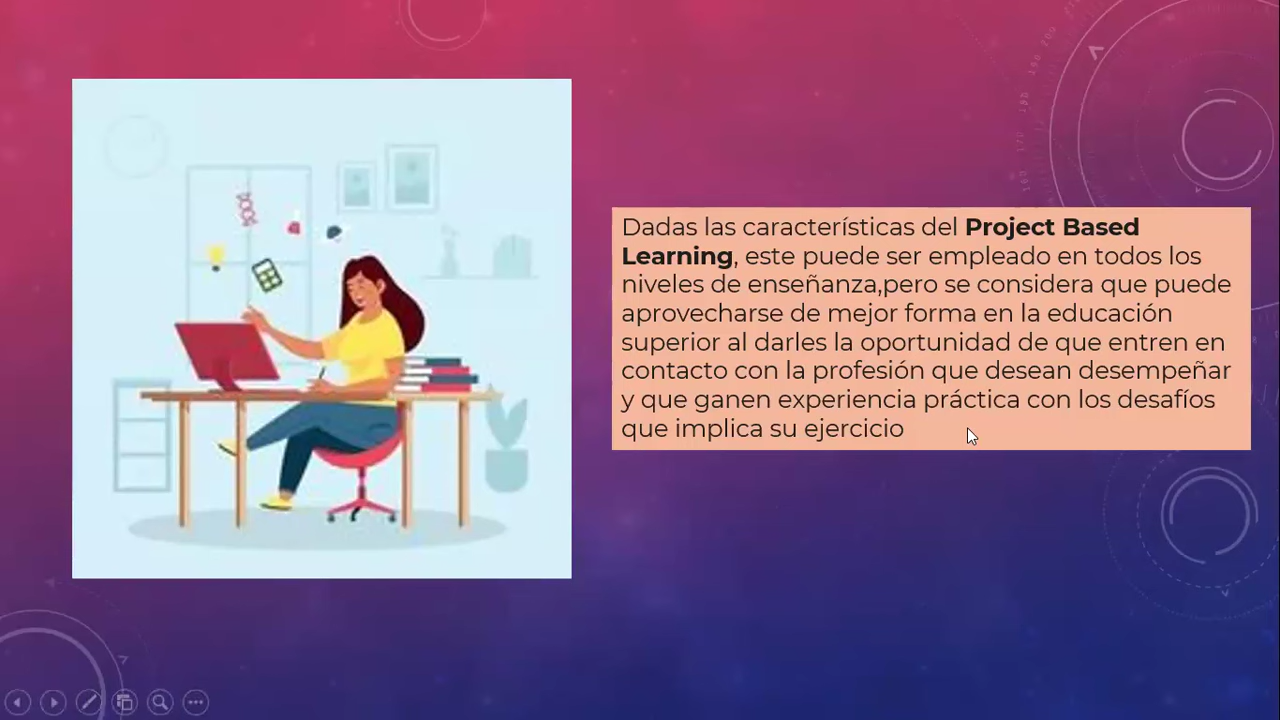 Dadas las características del Project Based
Learning, este puede ser empleado en todos los
niveles de enseñanza,pero se considera que puede
aprovecharse de mejor forma en la educación
superior al darles la oportunidad de que entren en
contacto con la profesión que desean desempeñar
y que ganen experiencia práctica con los desafíos
que implica su ejercicio